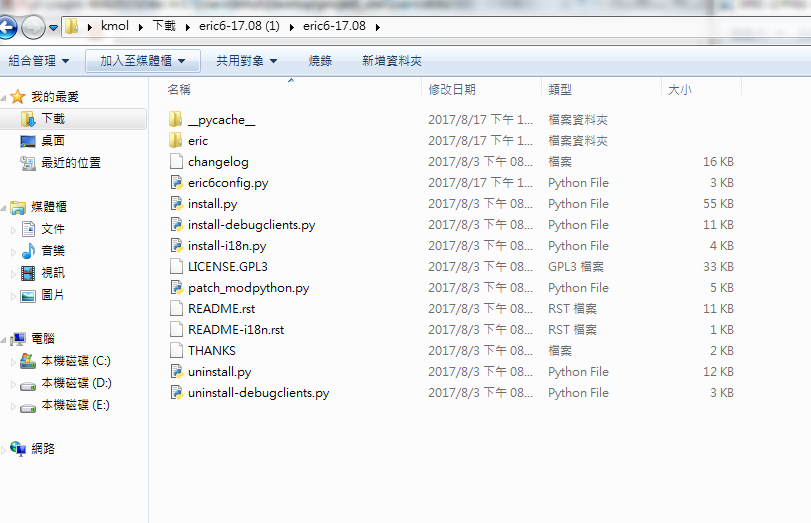 kmol 下載 eric6-17.08 (1) eric6-17.08
組合管理 加入至媒體櫃 共用對象 燒錄 新增資料夾
我的最愛
下載
桌面
最近的位置
媒體櫃
文件
音樂
視訊
圖片
電腦
本機磁碟 (C:)
本機磁碟 (D:)
本機磁碟 (E:)
網路
名稱 修改日期 類型 大小
__pycache__ 2017/8/17 下午 1... 檔案資料夾
eric 2017/8/17 下午 1... 檔案資料夾
changelog 2017/8/3 下午 08... 檔案 16 KB
eric6config.py 2017/8/17 下午 1... Python File 3 KB
install.py 2017/8/3 下午 08... Python File 55 KB
install-debugclients.py 2017/8/3 下午 08... Python File 11 KB
install-i18n.py 2017/8/3 下午 08... Python File 4 KB
LICENSE.GPL3 2017/8/3 下午 08... GPL3 檔案 33 KB
patch_modpython.py 2017/8/3 下午 08... Python File 5 KB
README.rst 2017/8/3 下午 08... RST 檔案 11 KB
README-i18n.rst 2017/8/3 下午 08... RST 檔案 1 KB
THANKS 2017/8/3 下午 08... 檔案 2 KB
uninstall.py 2017/8/3 下午 08... Python File 12 KB
uninstall-debugclients.py 2017/8/3 下午 08... Python File 3 KB